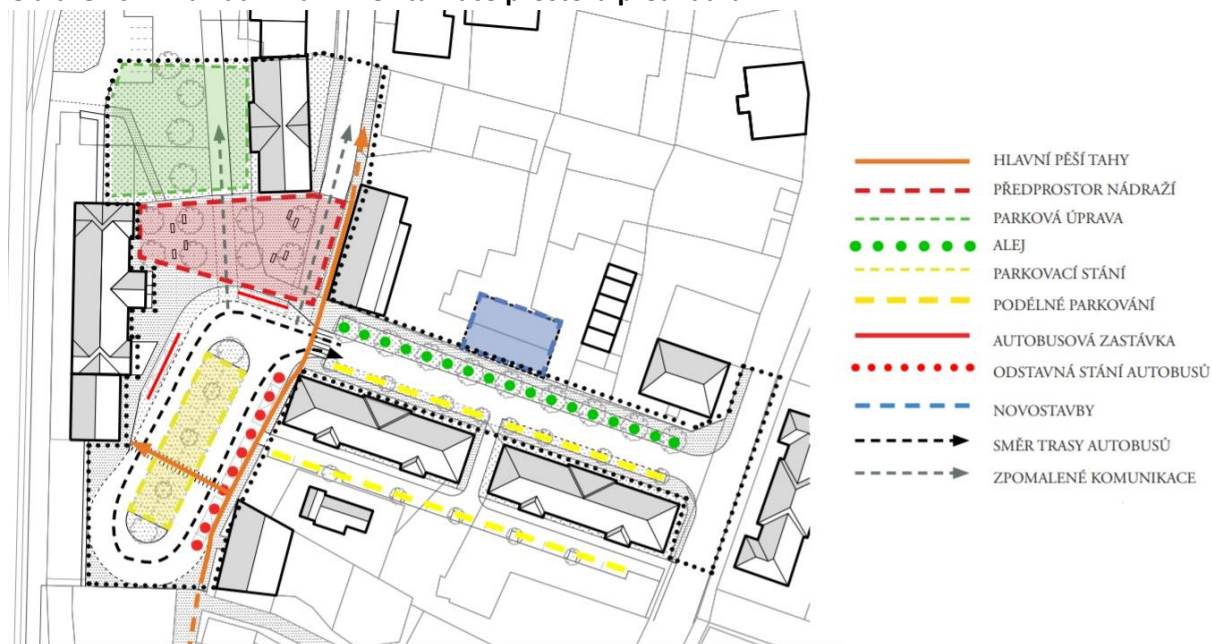 HLAVNÍ PĚŠÍ TAHY
PŘEDPROSTOR NÁDRAŽÍ
PARKOVÁ ÚPRAVA
ALEJ
PARKOVACÍ STÁNÍ
PODÉLNÉ PARKOVÁNÍ
AUTOBUSOVÁ ZASTÁVKA
ODSTAVNÁ STÁNÍ AUTOBUSŮ
NOVOSTAVBY
SMĚR TRASY AUTOBUSŮ
ZPOMALENÉ KOMUNIKACE